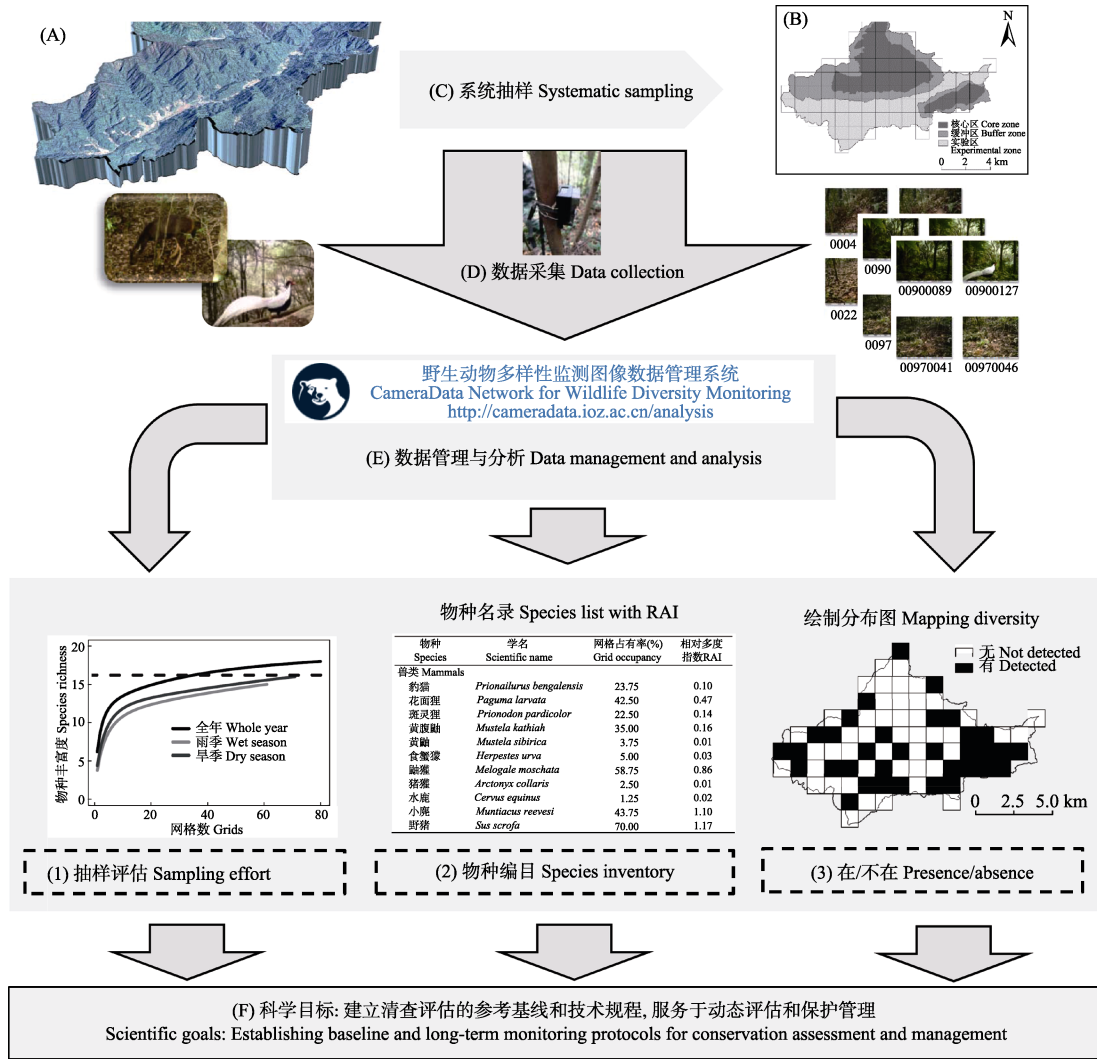 (A)
(B)
N
(C) 系统抽样 Systematic sampling
核心区 Core zone
缓冲区 Buffer zone
实验区
Experimental zone
0 2 4 km
(D) 数据采集 Data collection
0004
0090
00900089
00900127
0022
0097
00970041
00970046
野生动物多样性监测图像数据管理系统
CameraData Network for Wildlife Diversity Monitoring
http://cameradata.ioz.ac.cn/analysis
(E) 数据管理与分析 Data management and analysis
物种丰富度 Species richness
20
15
10
5
0
全年 Whole year
雨季 Wet season
旱季 Dry season
0 20 40 60 80
网格数 Grids
(1) 抽样评估 Sampling effort
物种名录 Species list with RAI
物种 学名 网格占有率(%) 相对多度
Species Scientific name Grid occupancy 指数RAI
兽类 Mammals
豹猫 Prionailurus bengalensis 23.75 0.10
花面狸 Paguma larvata 42.50 0.47
斑灵狸 Prionodon pardicolor 22.50 0.14
黄腹鼬 Mustela kathiah 35.00 0.16
黄鼬 Mustela sibirica 3.75 0.01
食蟹獴 Herpestes urva 5.00 0.03
鼬獾 Melogale moschata 58.75 0.86
猪獾 Arctonyx collaris 2.50 0.01
水鹿 Cervus equinus 1.25 0.02
小麂 Muntiacus reevesi 43.75 1.10
野猪 Sus scrofa 70.00 1.17
(2) 物种编目 Species inventory
绘制分布图 Mapping diversity
无 Not detected
有 Detected
0 2.5 5.0 km
(3) 在/不在 Presence/absence
(F) 科学目标: 建立清查评估的参考基线和技术规程, 服务于动态评估和保护管理
Scientific goals: Establishing baseline and long-term monitoring protocols for conservation assessment and management